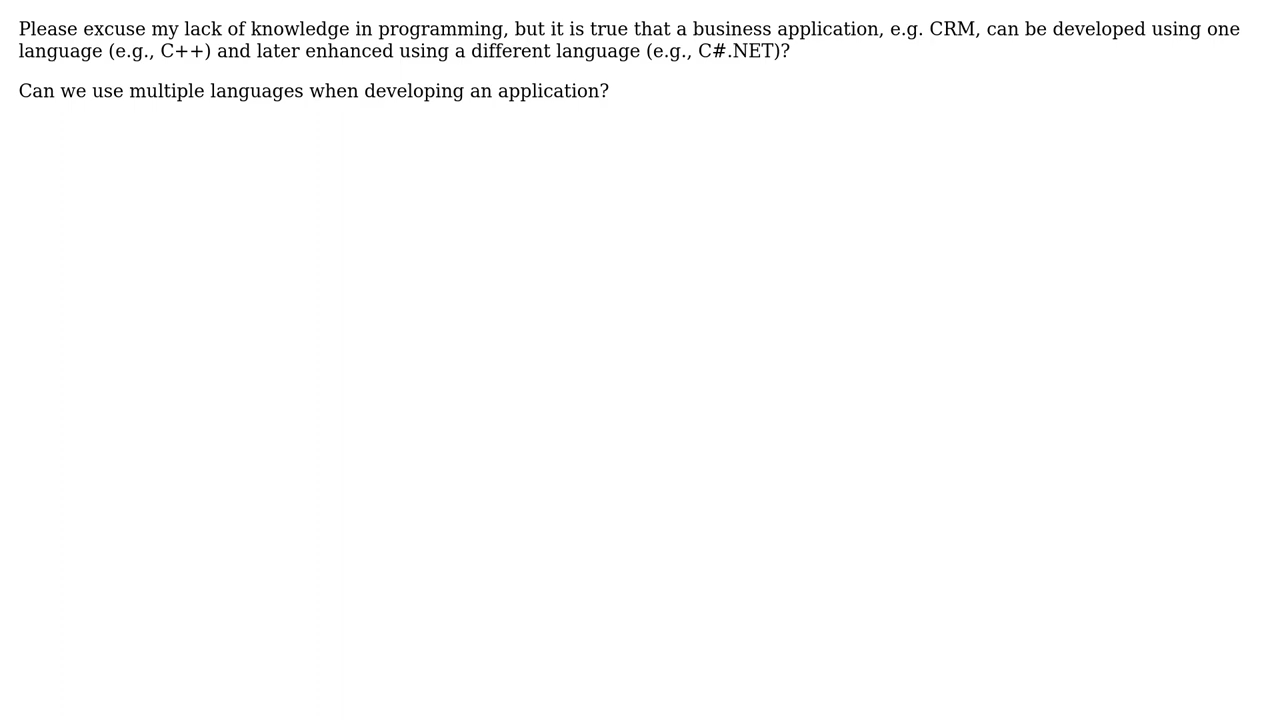 Please excuse my lack of knowledge in programming, but it is true that a business application, e.g. CRM, can be developed using one
language (e.g., C++) and later enhanced using a different language (e.g., C#.NET)?
Can we use multiple languages when developing an application?